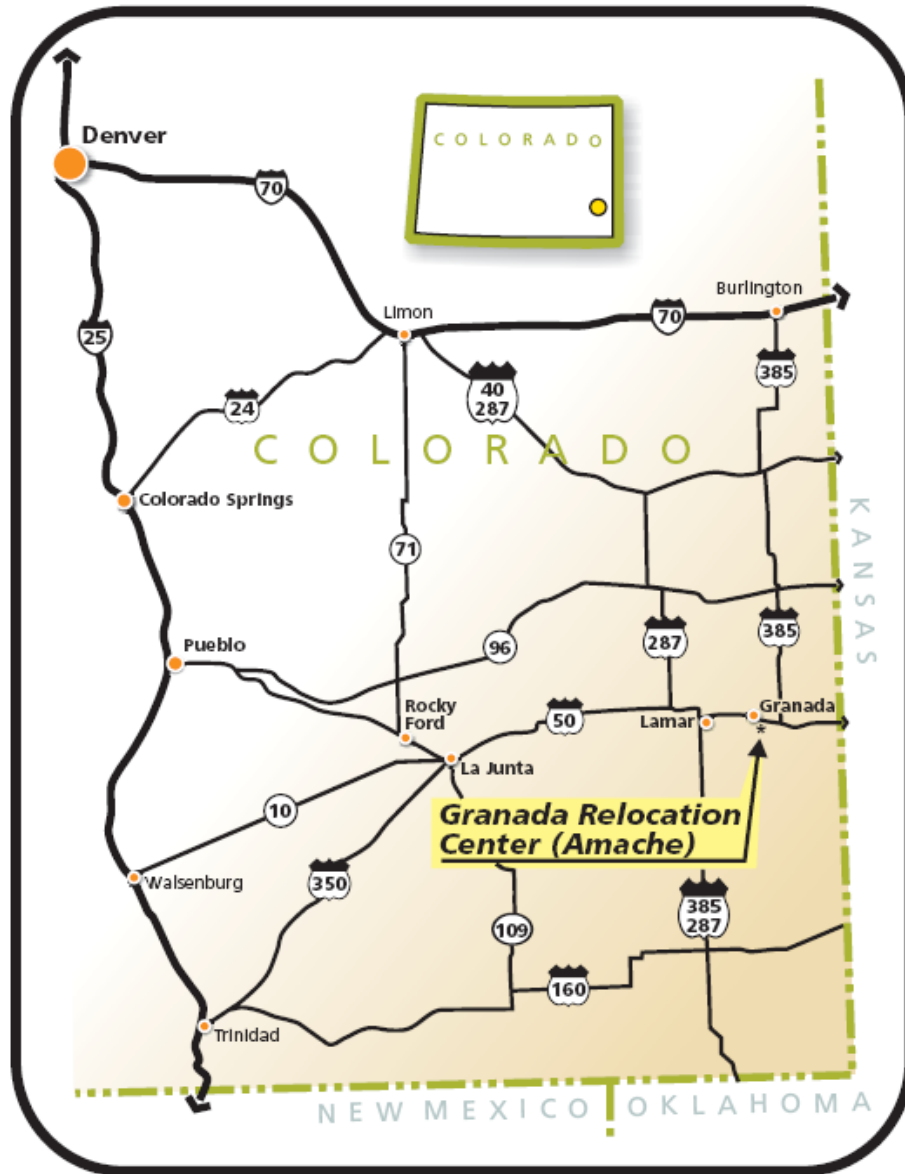 Denver
COLORADO
70
Burlington
Limon
70
25
385
40
287
24
COLORADO
Colorado Springs
KANSAS
71
Pueblo
96
287
385
Rocky
Ford
50
Lamar
Granada
*
La Junta
10
Granada Relocation
Center (Amache)
Walsenburg
350
385
287
109
160
Trinidad
NEW MEXICO
OKLAHOMA